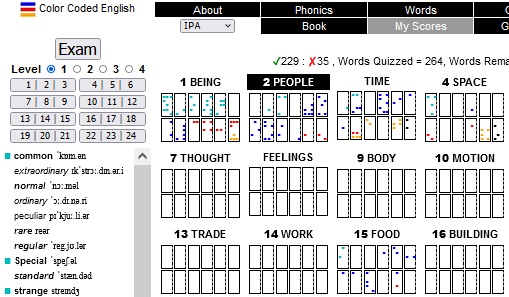 Color Coded English
About Phonics Words
IPA Book My Scores G
Exam
✓229 : ✗35 , Words Quizzed = 264, Words Rema
Level 1 2 3 4
1 | 2 | 3 4 | 5 | 6
7 | 8 | 9 10 | 11 | 12
13 | 14 | 15 16 | 17 | 18
19 | 20 | 21 22 | 23 | 24
1 BEING 2 PEOPLE TIME 4 SPACE
7 THOUGHT FEELINGS 9 BODY 10 MOTION
13 TRADE 14 WORK 15 FOOD 16 BUILDING
common ˈkɒm.ən
extraordinary ɪkˈstrɔː.dɪn.ər.i
normal ˈnɔː.məl
ordinary ˈɔː.dɪ.nə.ri
peculiar pɪˈkjuː.li.ər
rare reər
regular ˈreg.jʊ.lər
Special ˈspeʃ.əl
standard ˈstæn.dəd
strange streɪndʒ